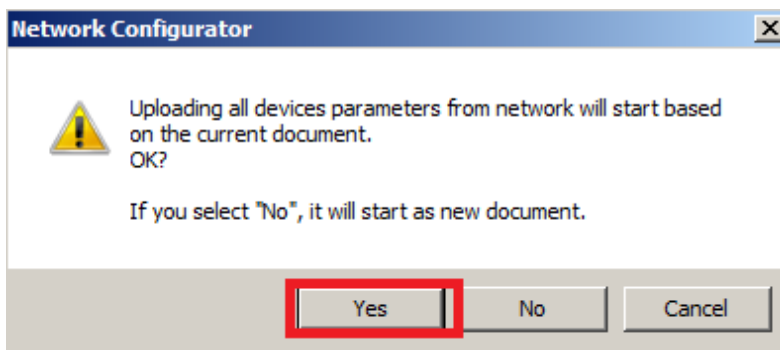 Network Configurator
Uploading all devices parameters from network will start based
on the current document.
OK?
If you select "No", it will start as new document.
Yes No Cancel